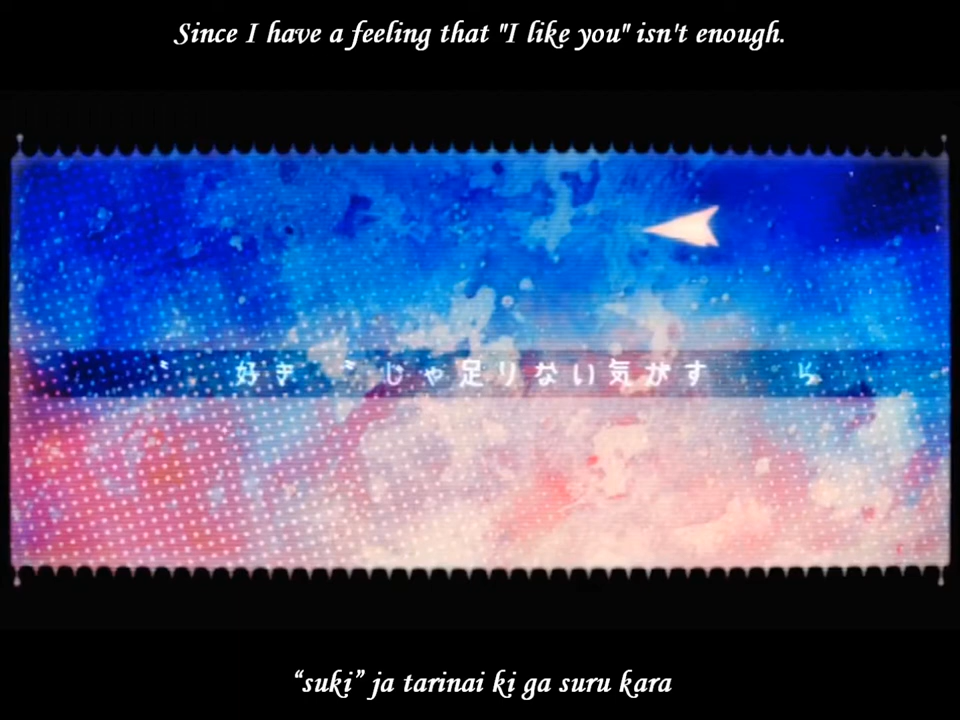 Since I have a feeling that "I like you" isn't enough.
〝好き〝じゃ足りない気がす ら
“suki” ja tarinai ki ga suru kara